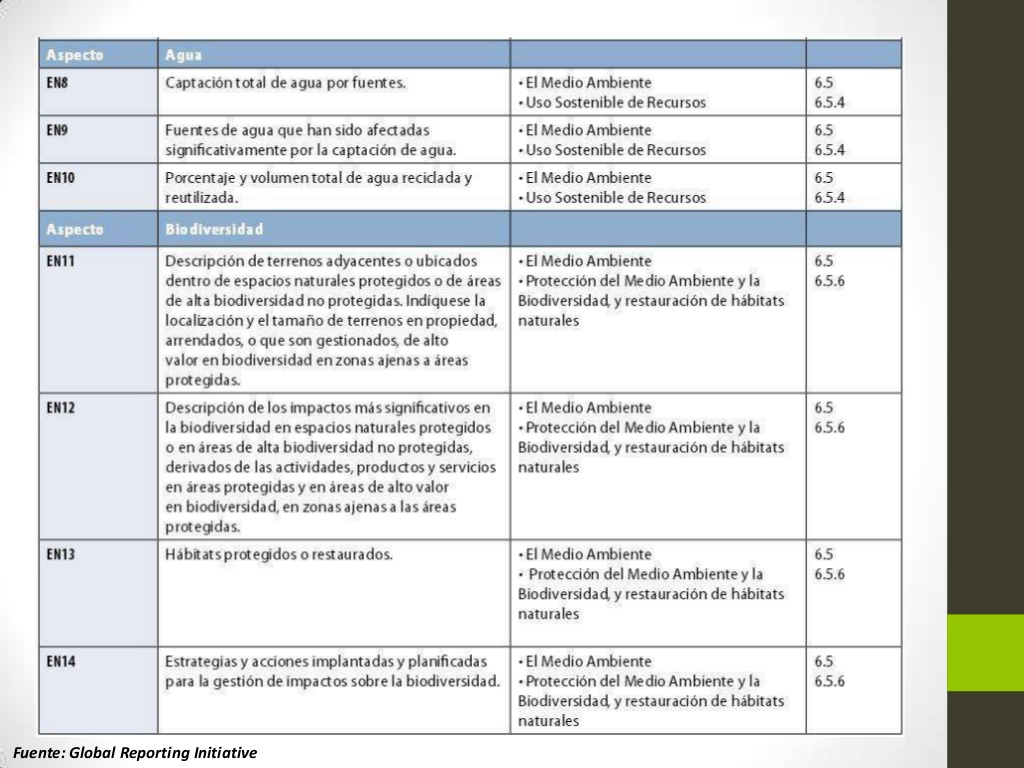 Aspecto Agua
EN8 Captación total de agua por fuentes. • El Medio Ambiente 6.5
• Uso Sostenible de Recursos 6.5.4
EN9 Fuentes de agua que han sido afectadas • El Medio Ambiente 6.5
significativamente por la captación de agua. • Uso Sostenible de Recursos 6.5.4
EN10 Porcentaje y volumen total de agua reciclada y • El Medio Ambiente 6.5
reutilizada. • Uso Sostenible de Recursos 6.5.4
Aspecto Biodiversidad
EN11 Descripción de terrenos adyacentes o ubicados • El Medio Ambiente 6.5
dentro de espacios naturales protegidos o de áreas • Protección del Medio Ambiente y la 6.5.6
de alta biodiversidad no protegidas. Indíquese la Biodiversidad, y restauración de hábitats
localización y el tamaño de terrenos en propiedad, naturales
arrendados, o que son gestionados, de alto
valor en biodiversidad en zonas ajenas a áreas
protegidas.
EN12 Descripción de los impactos más significativos en • El Medio Ambiente 6.5
la biodiversidad en espacios naturales protegidos • Protección del Medio Ambiente y la 6.5.6
o en áreas de alta biodiversidad no protegidas, Biodiversidad, y restauración de hábitats
derivados de las actividades, productos y servicios naturales
en áreas protegidas y en áreas de alto valor
en biodiversidad, en zonas ajenas a las áreas
protegidas.
EN13 Hábitats protegidos o restaurados. • El Medio Ambiente 6.5
• Protección del Medio Ambiente y la 6.5.6
Biodiversidad, y restauración de hábitats
naturales
EN14 Estrategias y acciones implantadas y planificadas • El Medio Ambiente 6.5
para la gestión de impactos sobre la biodiversidad. • Protección del Medio Ambiente y la 6.5.6
Biodiversidad, y restauración de hábitats
naturales
Fuente: Global Reporting Initiative